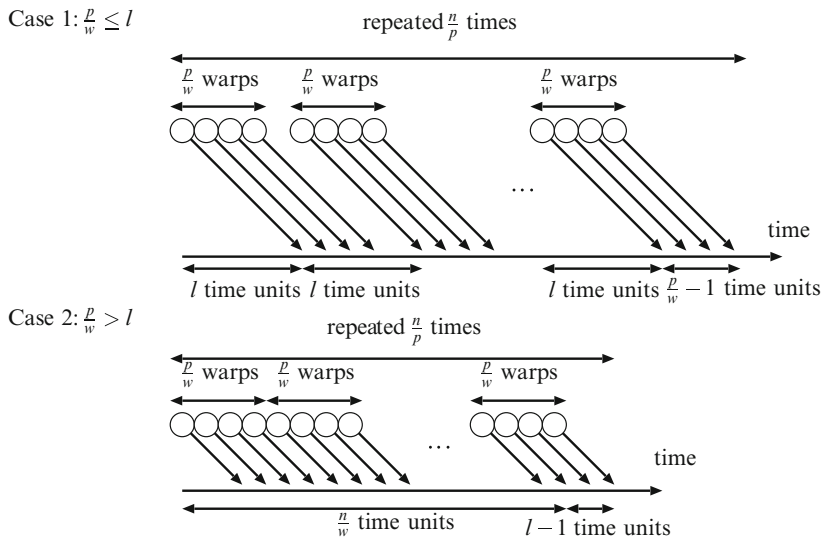 Case 1: p/w ≤ l
repeated n/p times
p/w warps p/w warps p/w warps
...
time
l time units l time units l time units p/w − 1 time units
Case 2: p/w > l
repeated n/p times
p/w warps p/w warps p/w warps
...
time
n/w time units l − 1 time units